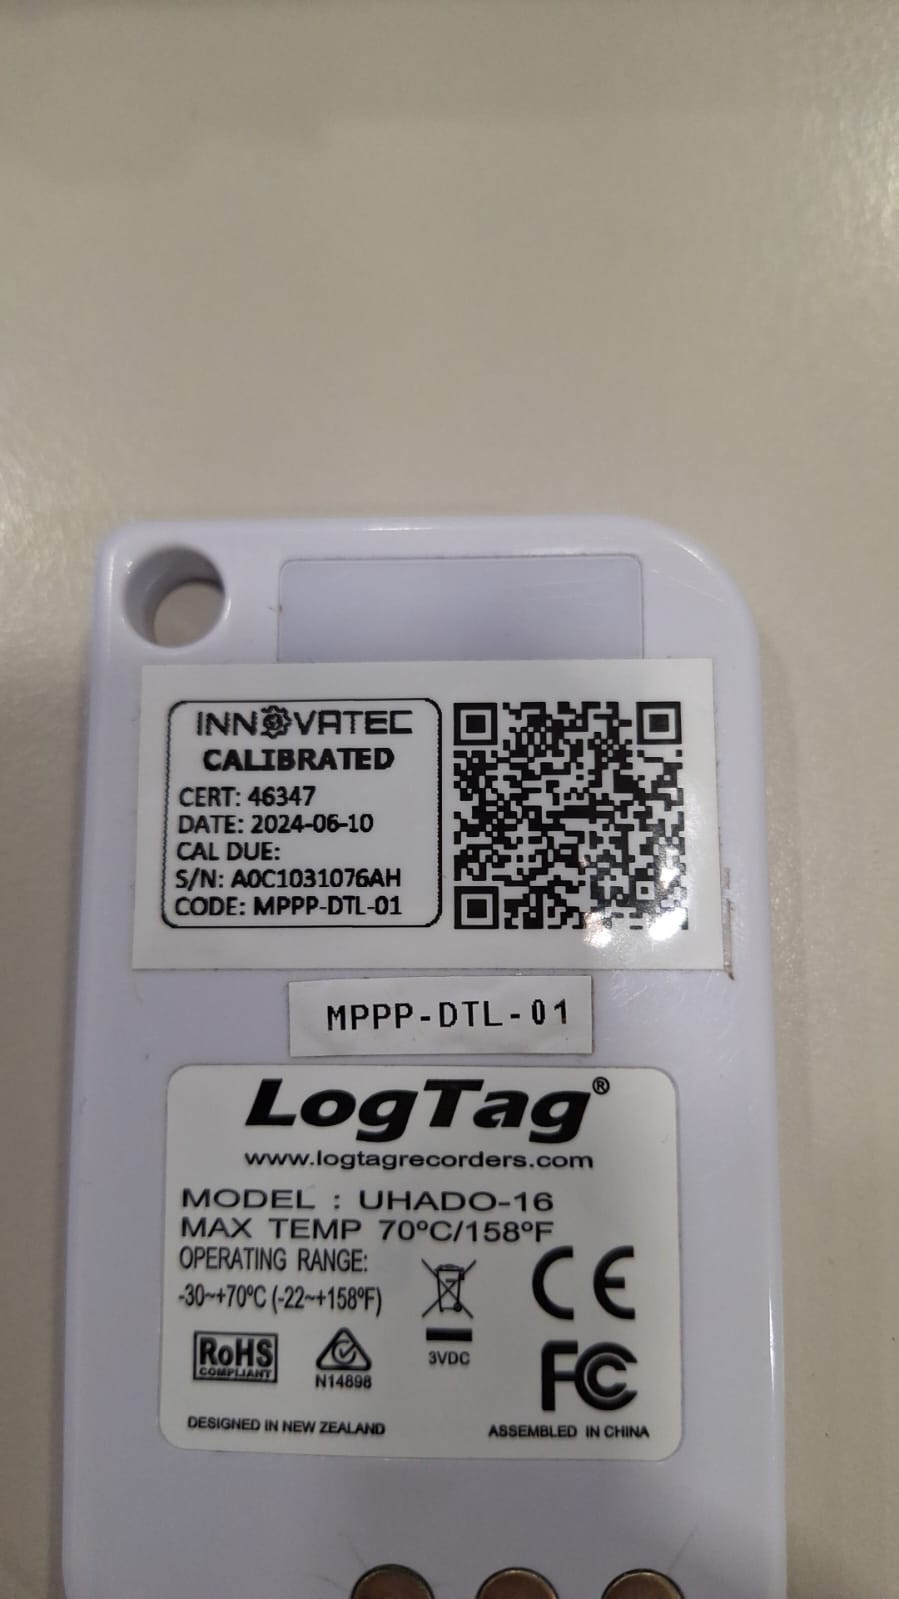 INNOVATEC
CALIBRATED
CERT: 46347
DATE: 2024-06-10
CAL DUE:
S/N: A0C1031076AH
CODE: MPPP-DTL-01
MPPP-DTL-01
LogTag®
www.logtagrecorders.com
MODEL : UHADO-16
MAX TEMP 70ºC/158ºF
OPERATING RANGE:
-30~+70ºC (-22~+158ºF)
CE
RoHS
COMPLIANT
N14898
3VDC
FC
DESIGNED IN NEW ZEALAND
ASSEMBLED IN CHINA